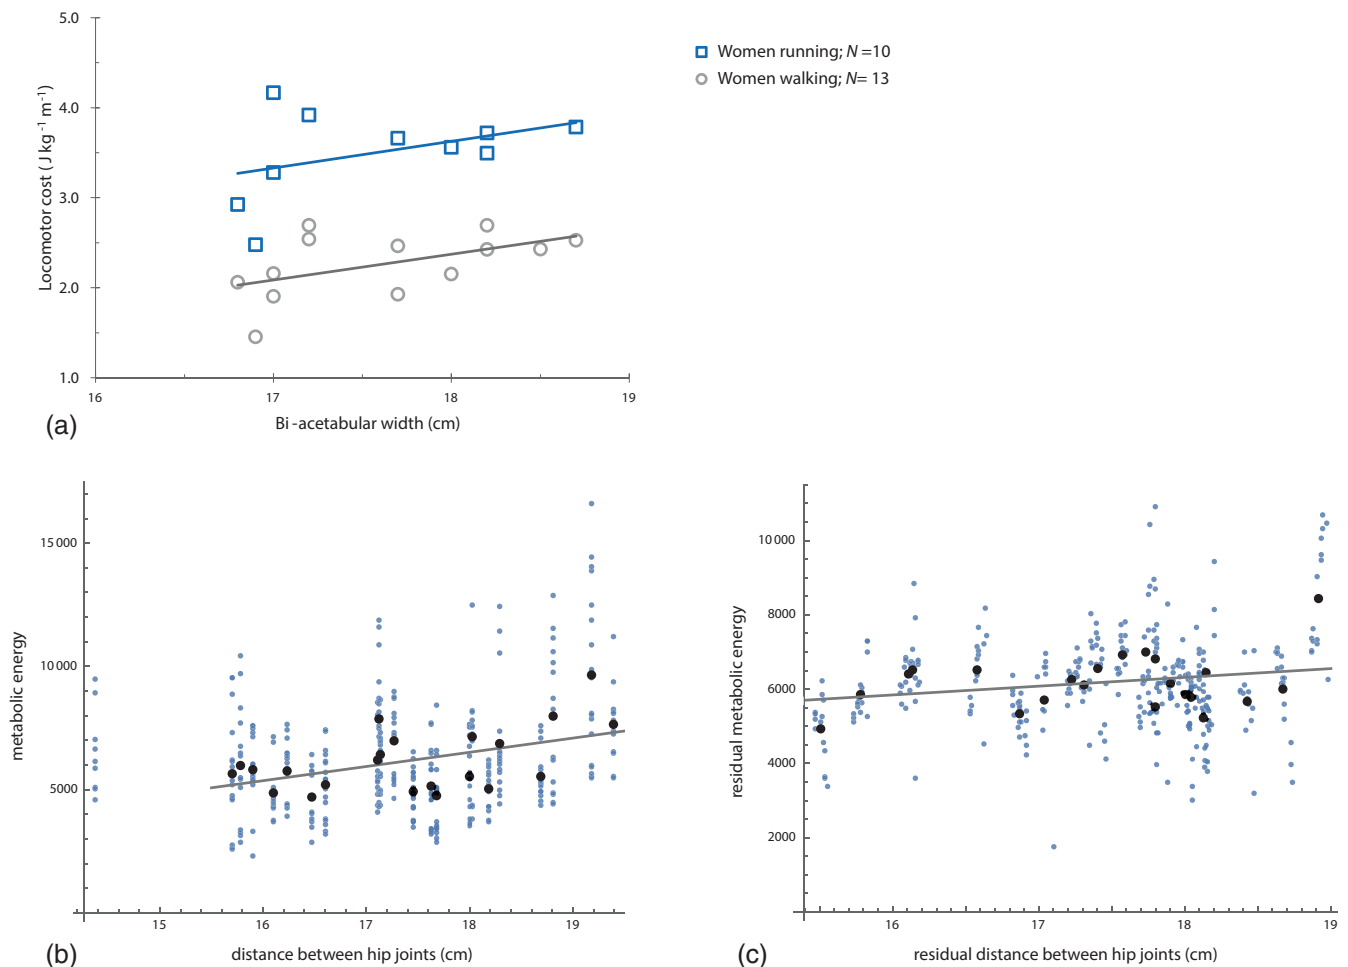 5.0
4.0
3.0
2.0
1.0
Locomotor cost (J kg-1 m-1)
16 17 18 19
Bi-acetabular width (cm)
(a)
Women running; N =10
Women walking; N= 13
15 000
10 000
5000
metabolic energy
15 16 17 18 19
distance between hip joints (cm)
(b)
10 000
8000
6000
4000
2000
residual metabolic energy
16 17 18 19
residual distance between hip joints (cm)
(c)